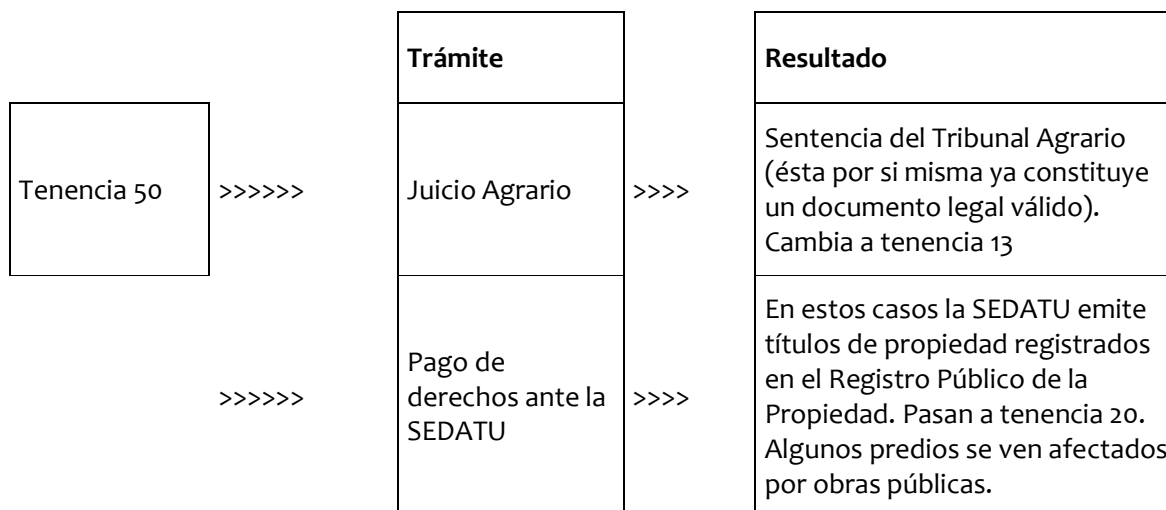 Trámite
Resultado
Tenencia 50
>>>>>>
Juicio Agrario
>>>>
Sentencia del Tribunal Agrario
(ésta por si misma ya constituye
un documento legal válido).
Cambia a tenencia 13
>>>>>>
Pago de
derechos ante la
SEDATU
>>>>
En estos casos la SEDATU emite
títulos de propiedad registrados
en el Registro Público de la
Propiedad. Pasan a tenencia 20.
Algunos predios se ven afectados
por obras públicas.